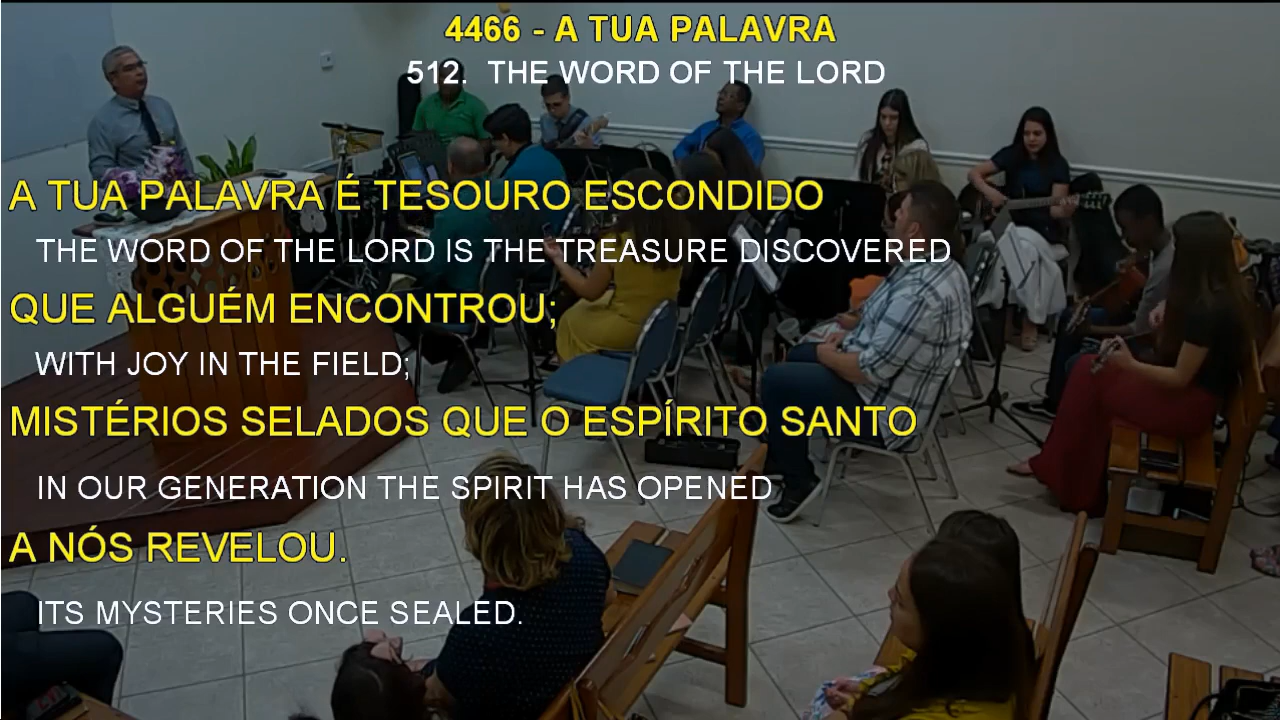 4466 - A TUA PALAVRA
512. THE WORD OF THE LORD
A TUA PALAVRA É TESOURO ESCONDIDO
THE WORD OF THE LORD IS THE TREASURE DISCOVERED
QUE ALGUÉM ENCONTROU;
WITH JOY IN THE FIELD;
MISTÉRIOS SELADOS QUE O ESPÍRITO SANTO
IN OUR GENERATION THE SPIRIT HAS OPENED
A NÓS REVELOU.
ITS MYSTERIES ONCE SEALED.